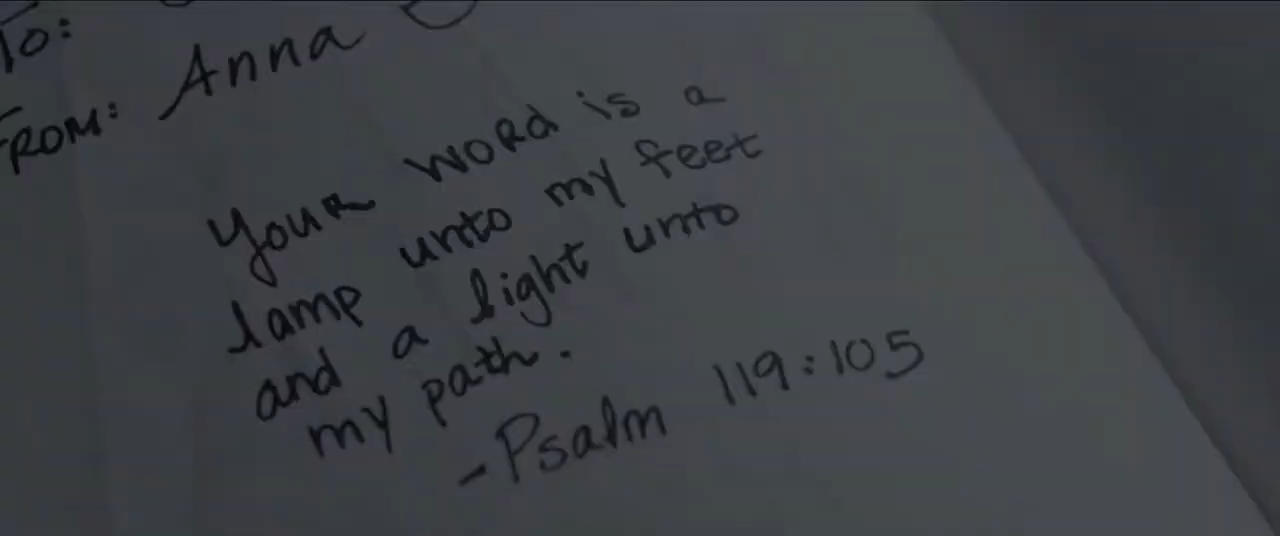 To:
FROM: Anna
Your word is a
lamp unto my feet
and a light unto
my path.
-Psalm 119:105